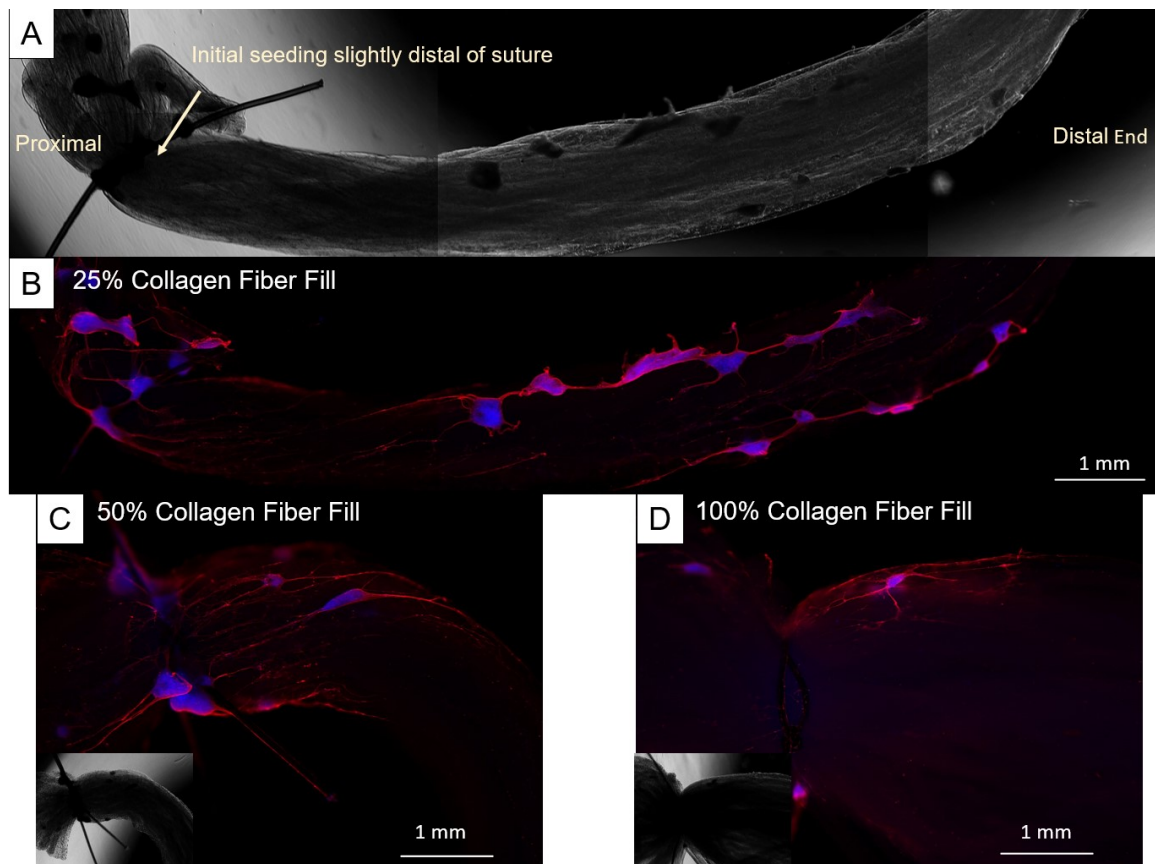 A
Initial seeding slightly distal of suture
Proximal
Distal End
B
25% Collagen Fiber Fill
1 mm
C
50% Collagen Fiber Fill
1 mm
D
100% Collagen Fiber Fill
1 mm